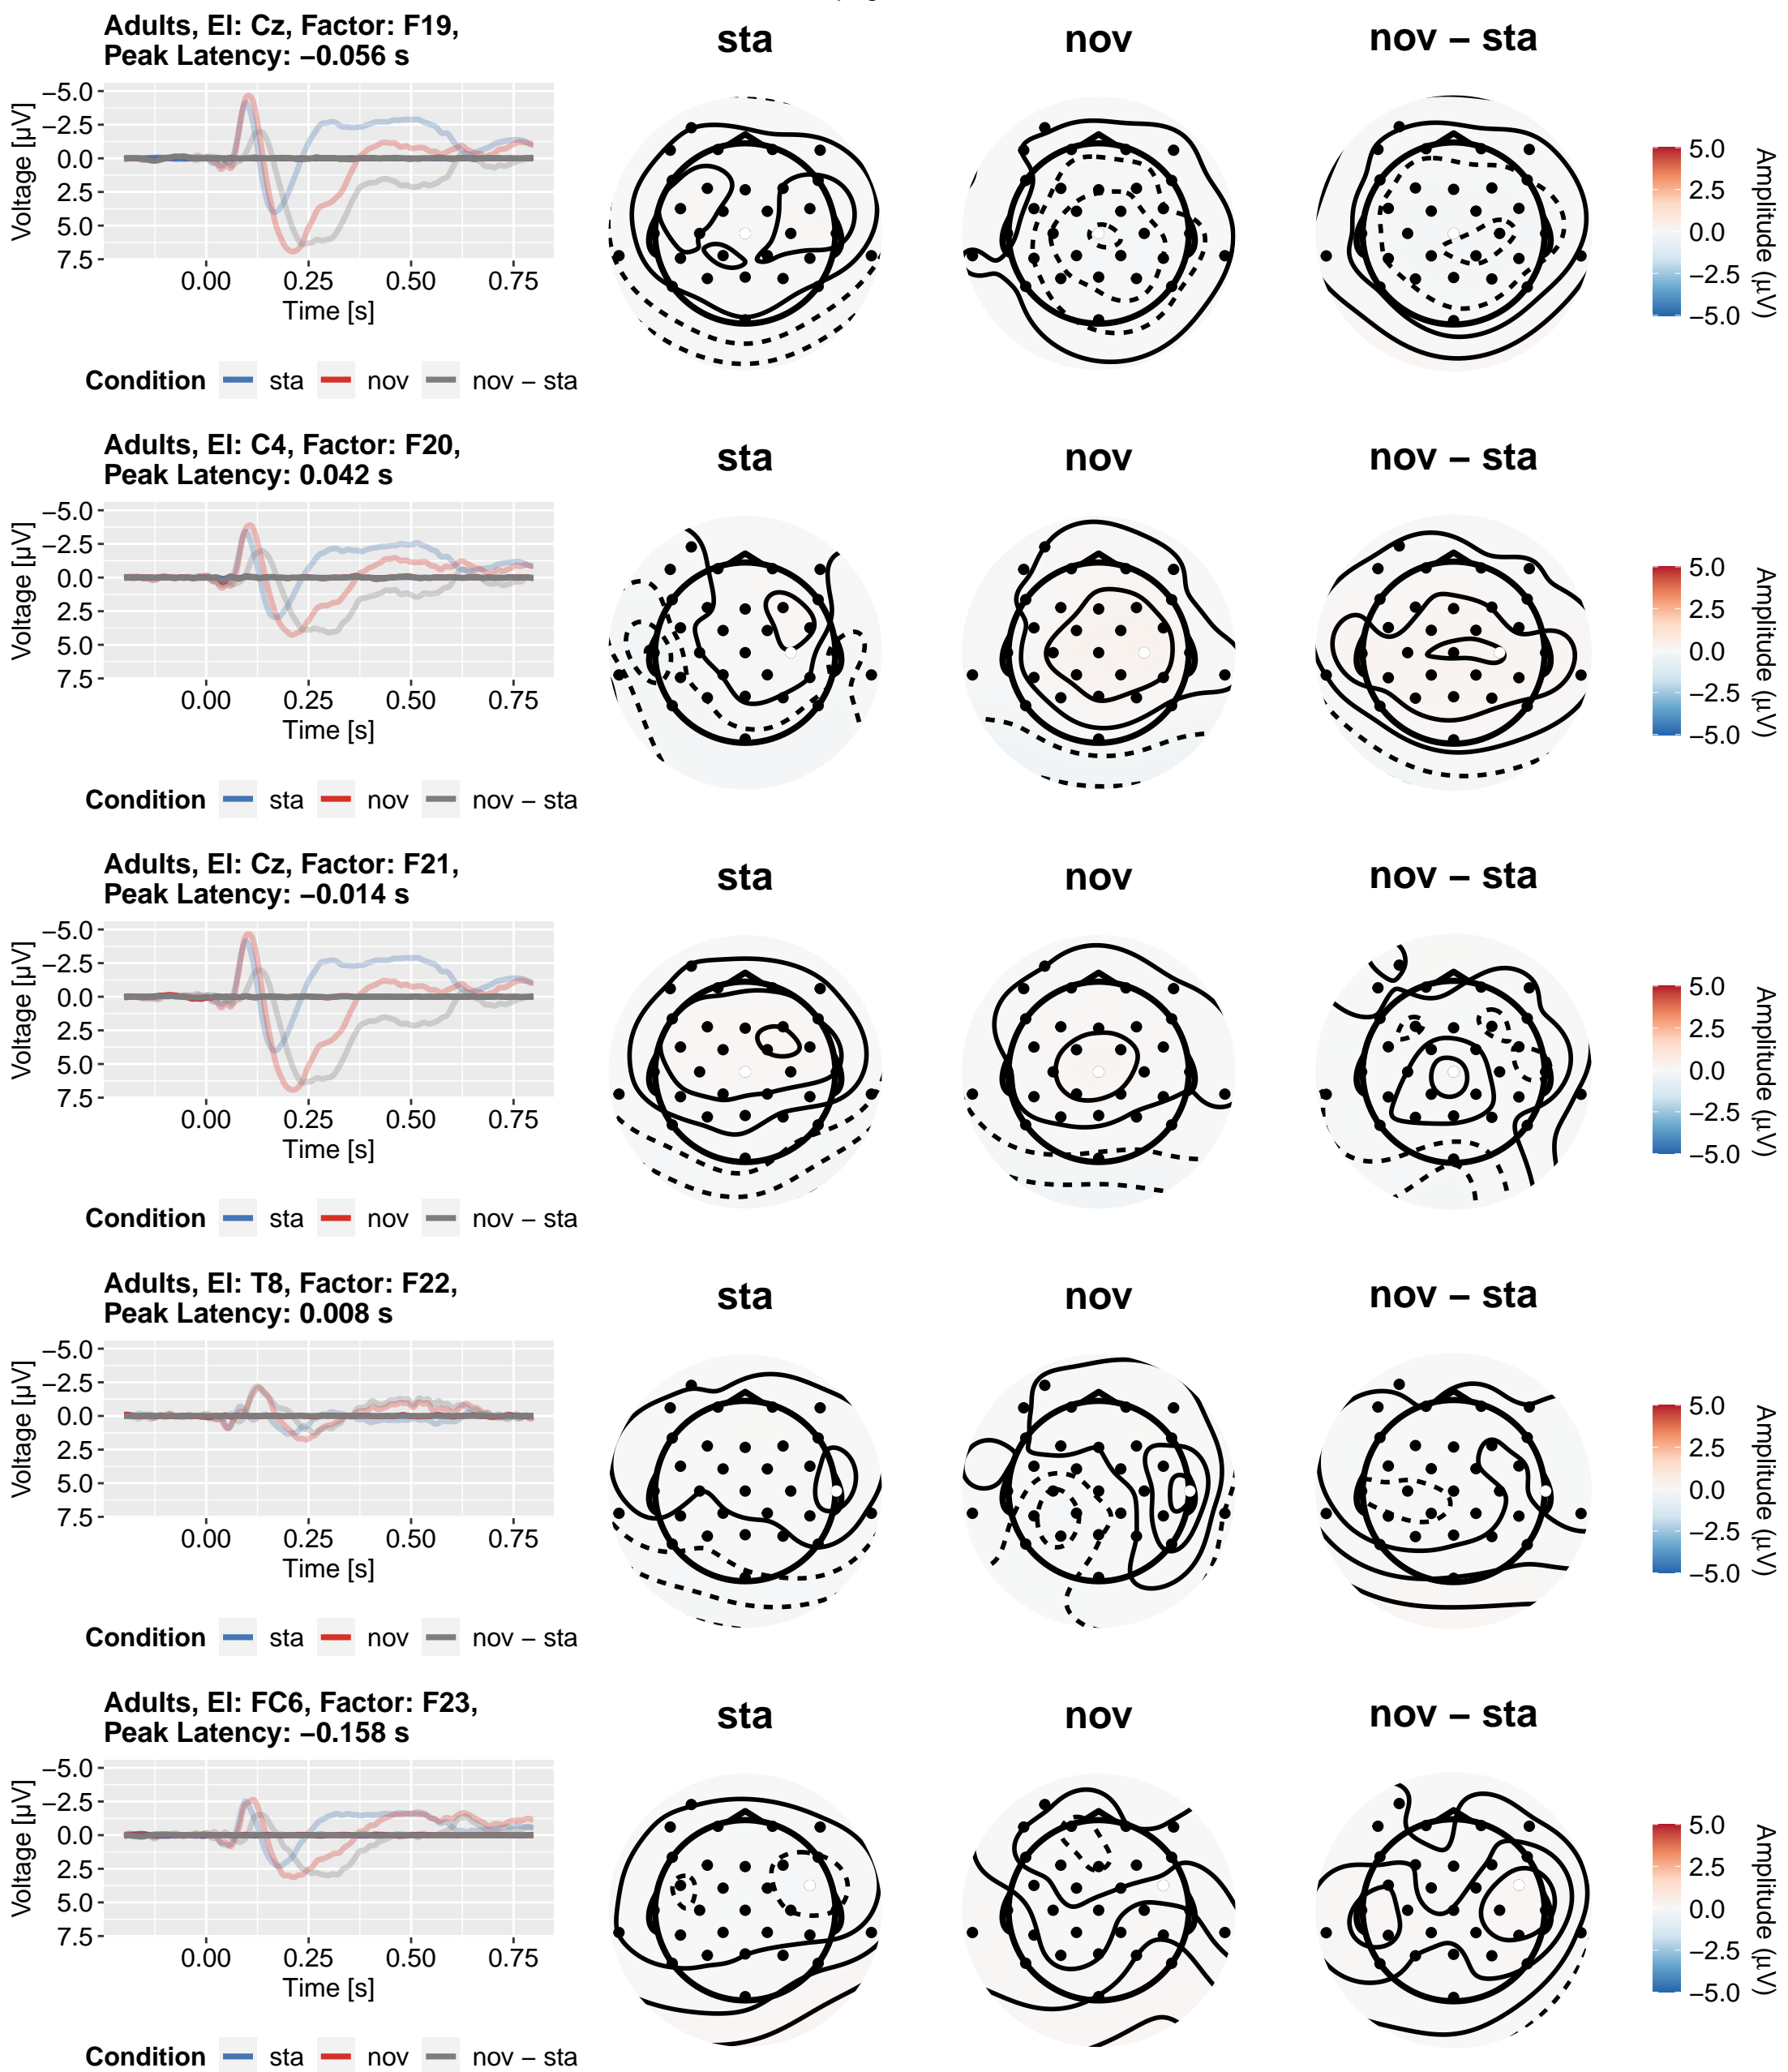 Adults, El: Cz, Factor: F19,
Peak Latency: −0.056 s
sta
nov
nov − sta
Voltage [µV]
−5.0
−2.5
0.0
2.5
5.0
7.5
0.00 0.25 0.50 0.75
Time [s]
Condition sta nov nov − sta
5.0
2.5
0.0
−2.5
−5.0
Amplitude (µV)
Adults, El: C4, Factor: F20,
Peak Latency: 0.042 s
sta
nov
nov − sta
Voltage [µV]
−5.0
−2.5
0.0
2.5
5.0
7.5
0.00 0.25 0.50 0.75
Time [s]
Condition sta nov nov − sta
5.0
2.5
0.0
−2.5
−5.0
Amplitude (µV)
Adults, El: Cz, Factor: F21,
Peak Latency: −0.014 s
sta
nov
nov − sta
Voltage [µV]
−5.0
−2.5
0.0
2.5
5.0
7.5
0.00 0.25 0.50 0.75
Time [s]
Condition sta nov nov − sta
5.0
2.5
0.0
−2.5
−5.0
Amplitude (µV)
Adults, El: T8, Factor: F22,
Peak Latency: 0.008 s
sta
nov
nov − sta
Voltage [µV]
−5.0
−2.5
0.0
2.5
5.0
7.5
0.00 0.25 0.50 0.75
Time [s]
Condition sta nov nov − sta
5.0
2.5
0.0
−2.5
−5.0
Amplitude (µV)
Adults, El: FC6, Factor: F23,
Peak Latency: −0.158 s
sta
nov
nov − sta
Voltage [µV]
−5.0
−2.5
0.0
2.5
5.0
7.5
0.00 0.25 0.50 0.75
Time [s]
Condition sta nov nov − sta
5.0
2.5
0.0
−2.5
−5.0
Amplitude (µV)